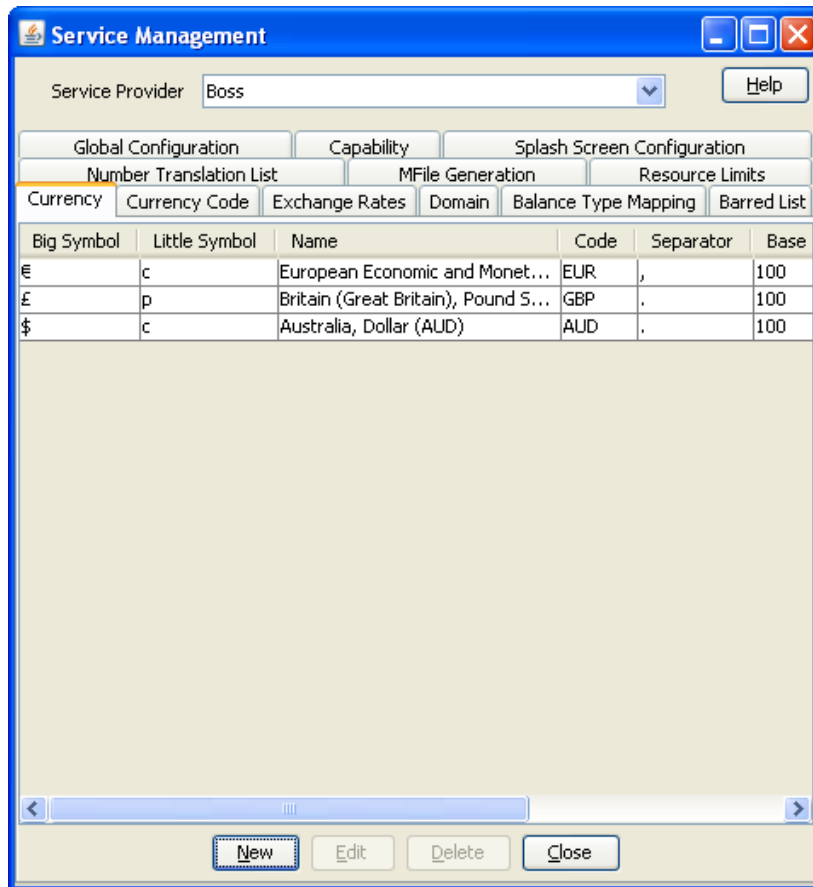 Service Management
Service Provider Boss Help
Global Configuration Capability Splash Screen Configuration
Number Translation List MFile Generation Resource Limits
Currency Currency Code Exchange Rates Domain Balance Type Mapping Barred List
Big Symbol Little Symbol Name Code Separator Base
€ c European Economic and Monet... EUR , 100
£ p Britain (Great Britain), Pound S... GBP . 100
$ c Australia, Dollar (AUD) AUD . 100
New Edit Delete Close